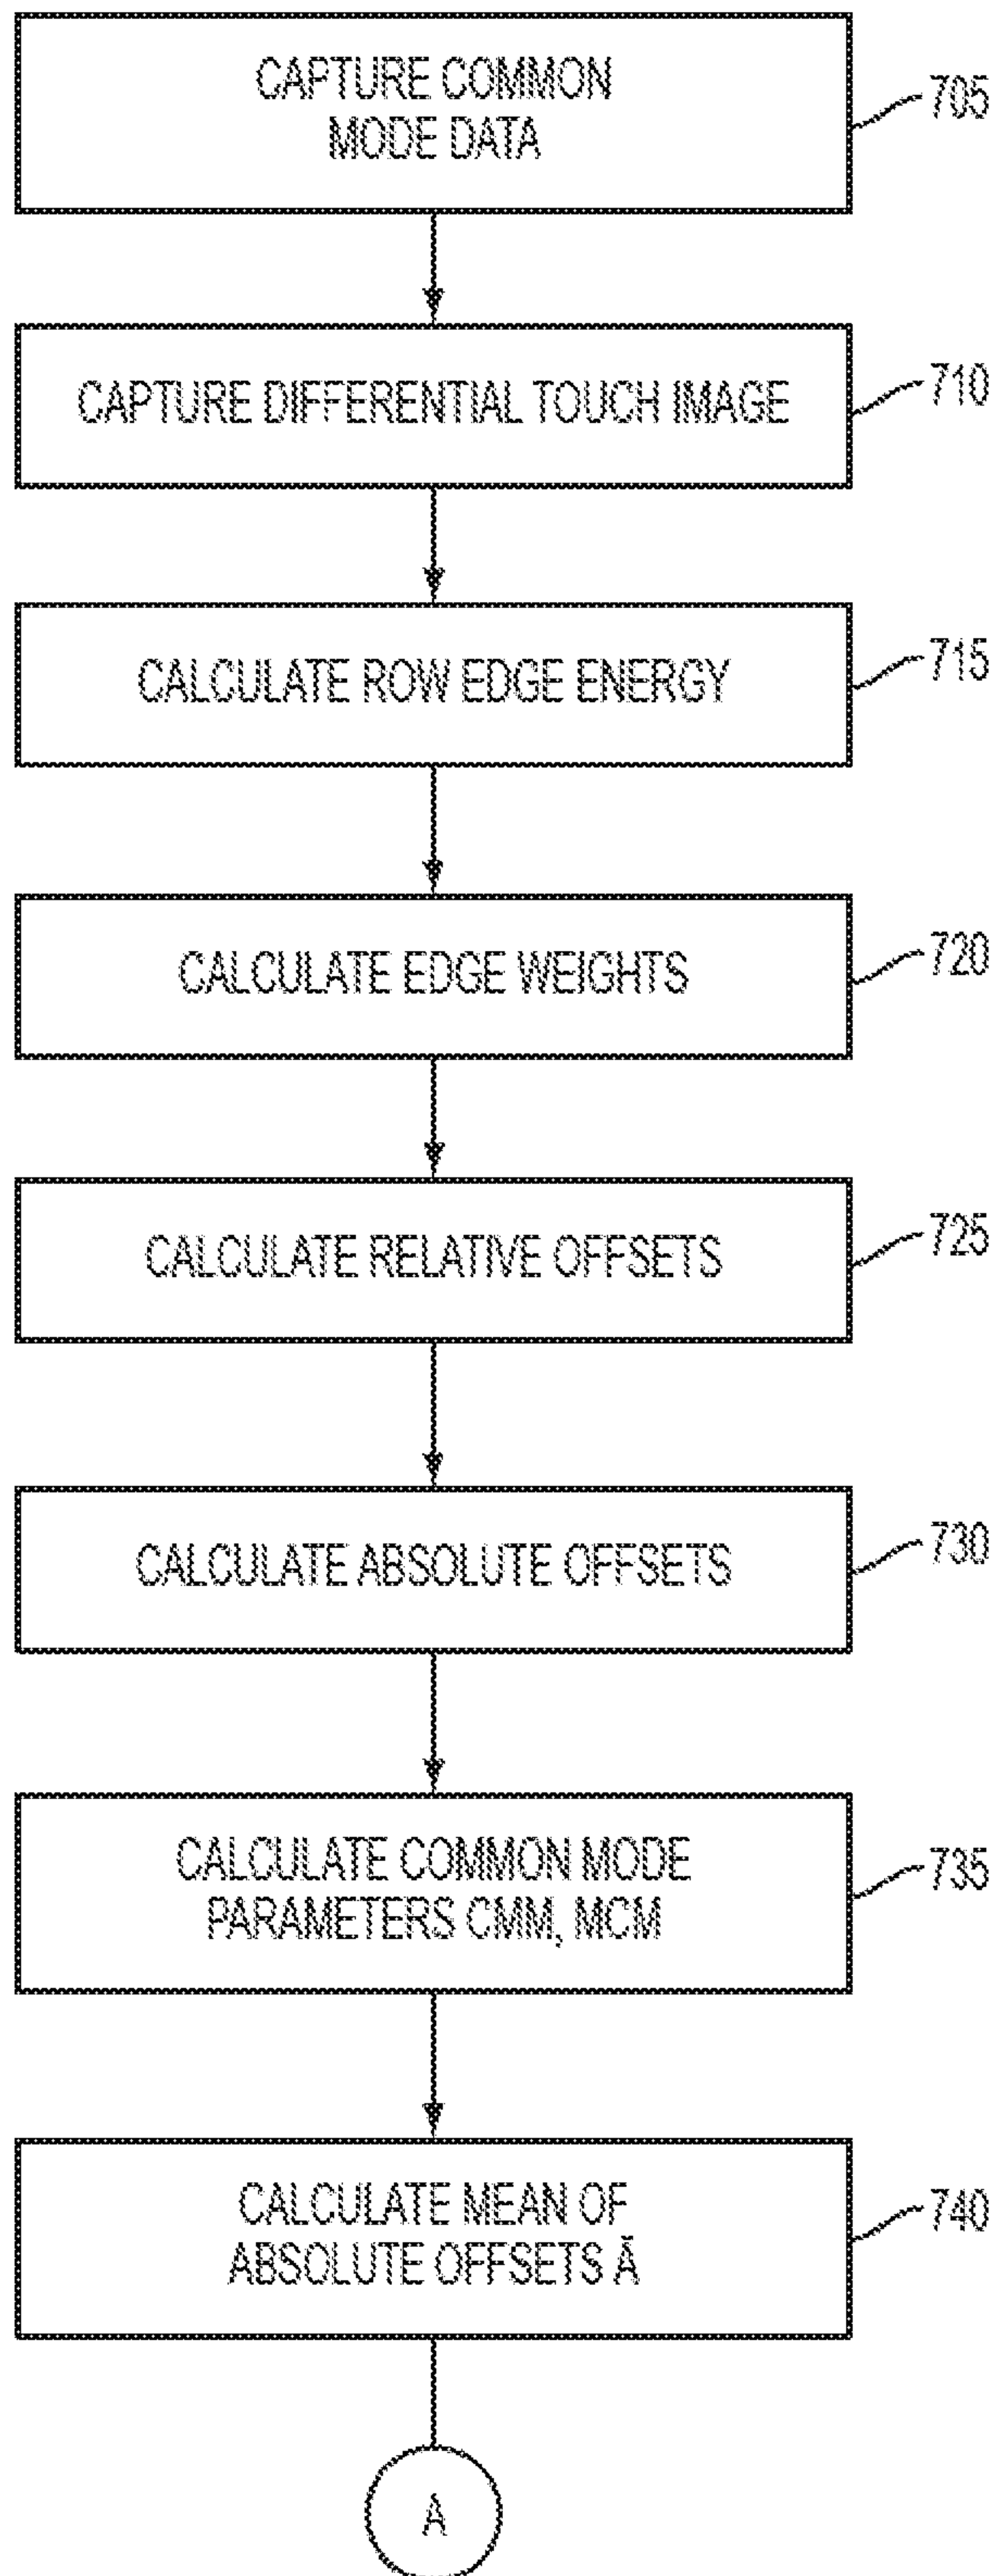 CAPTURE COMMON
MODE DATA
705
CAPTURE DIFFERENTIAL TOUCH IMAGE
710
CALCULATE ROW EDGE ENERGY
715
CALCULATE EDGE WEIGHTS
720
CALCULATE RELATIVE OFFSETS
725
CALCULATE ABSOLUTE OFFSETS
730
CALCULATE COMMON MODE
PARAMETERS CMM, MCM
735
CALCULATE MEAN OF
ABSOLUTE OFFSETS Ā
740
A